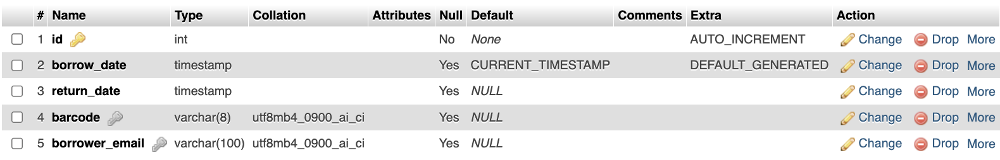 # Name Type Collation Attributes Null Default Comments Extra Action
1 id int No None AUTO_INCREMENT Change Drop More
2 borrow_date timestamp Yes CURRENT_TIMESTAMP DEFAULT_GENERATED Change Drop More
3 return_date timestamp Yes NULL Change Drop More
4 barcode varchar(8) utf8mb4_0900_ai_ci Yes NULL Change Drop More
5 borrower_email varchar(100) utf8mb4_0900_ai_ci Yes NULL Change Drop More